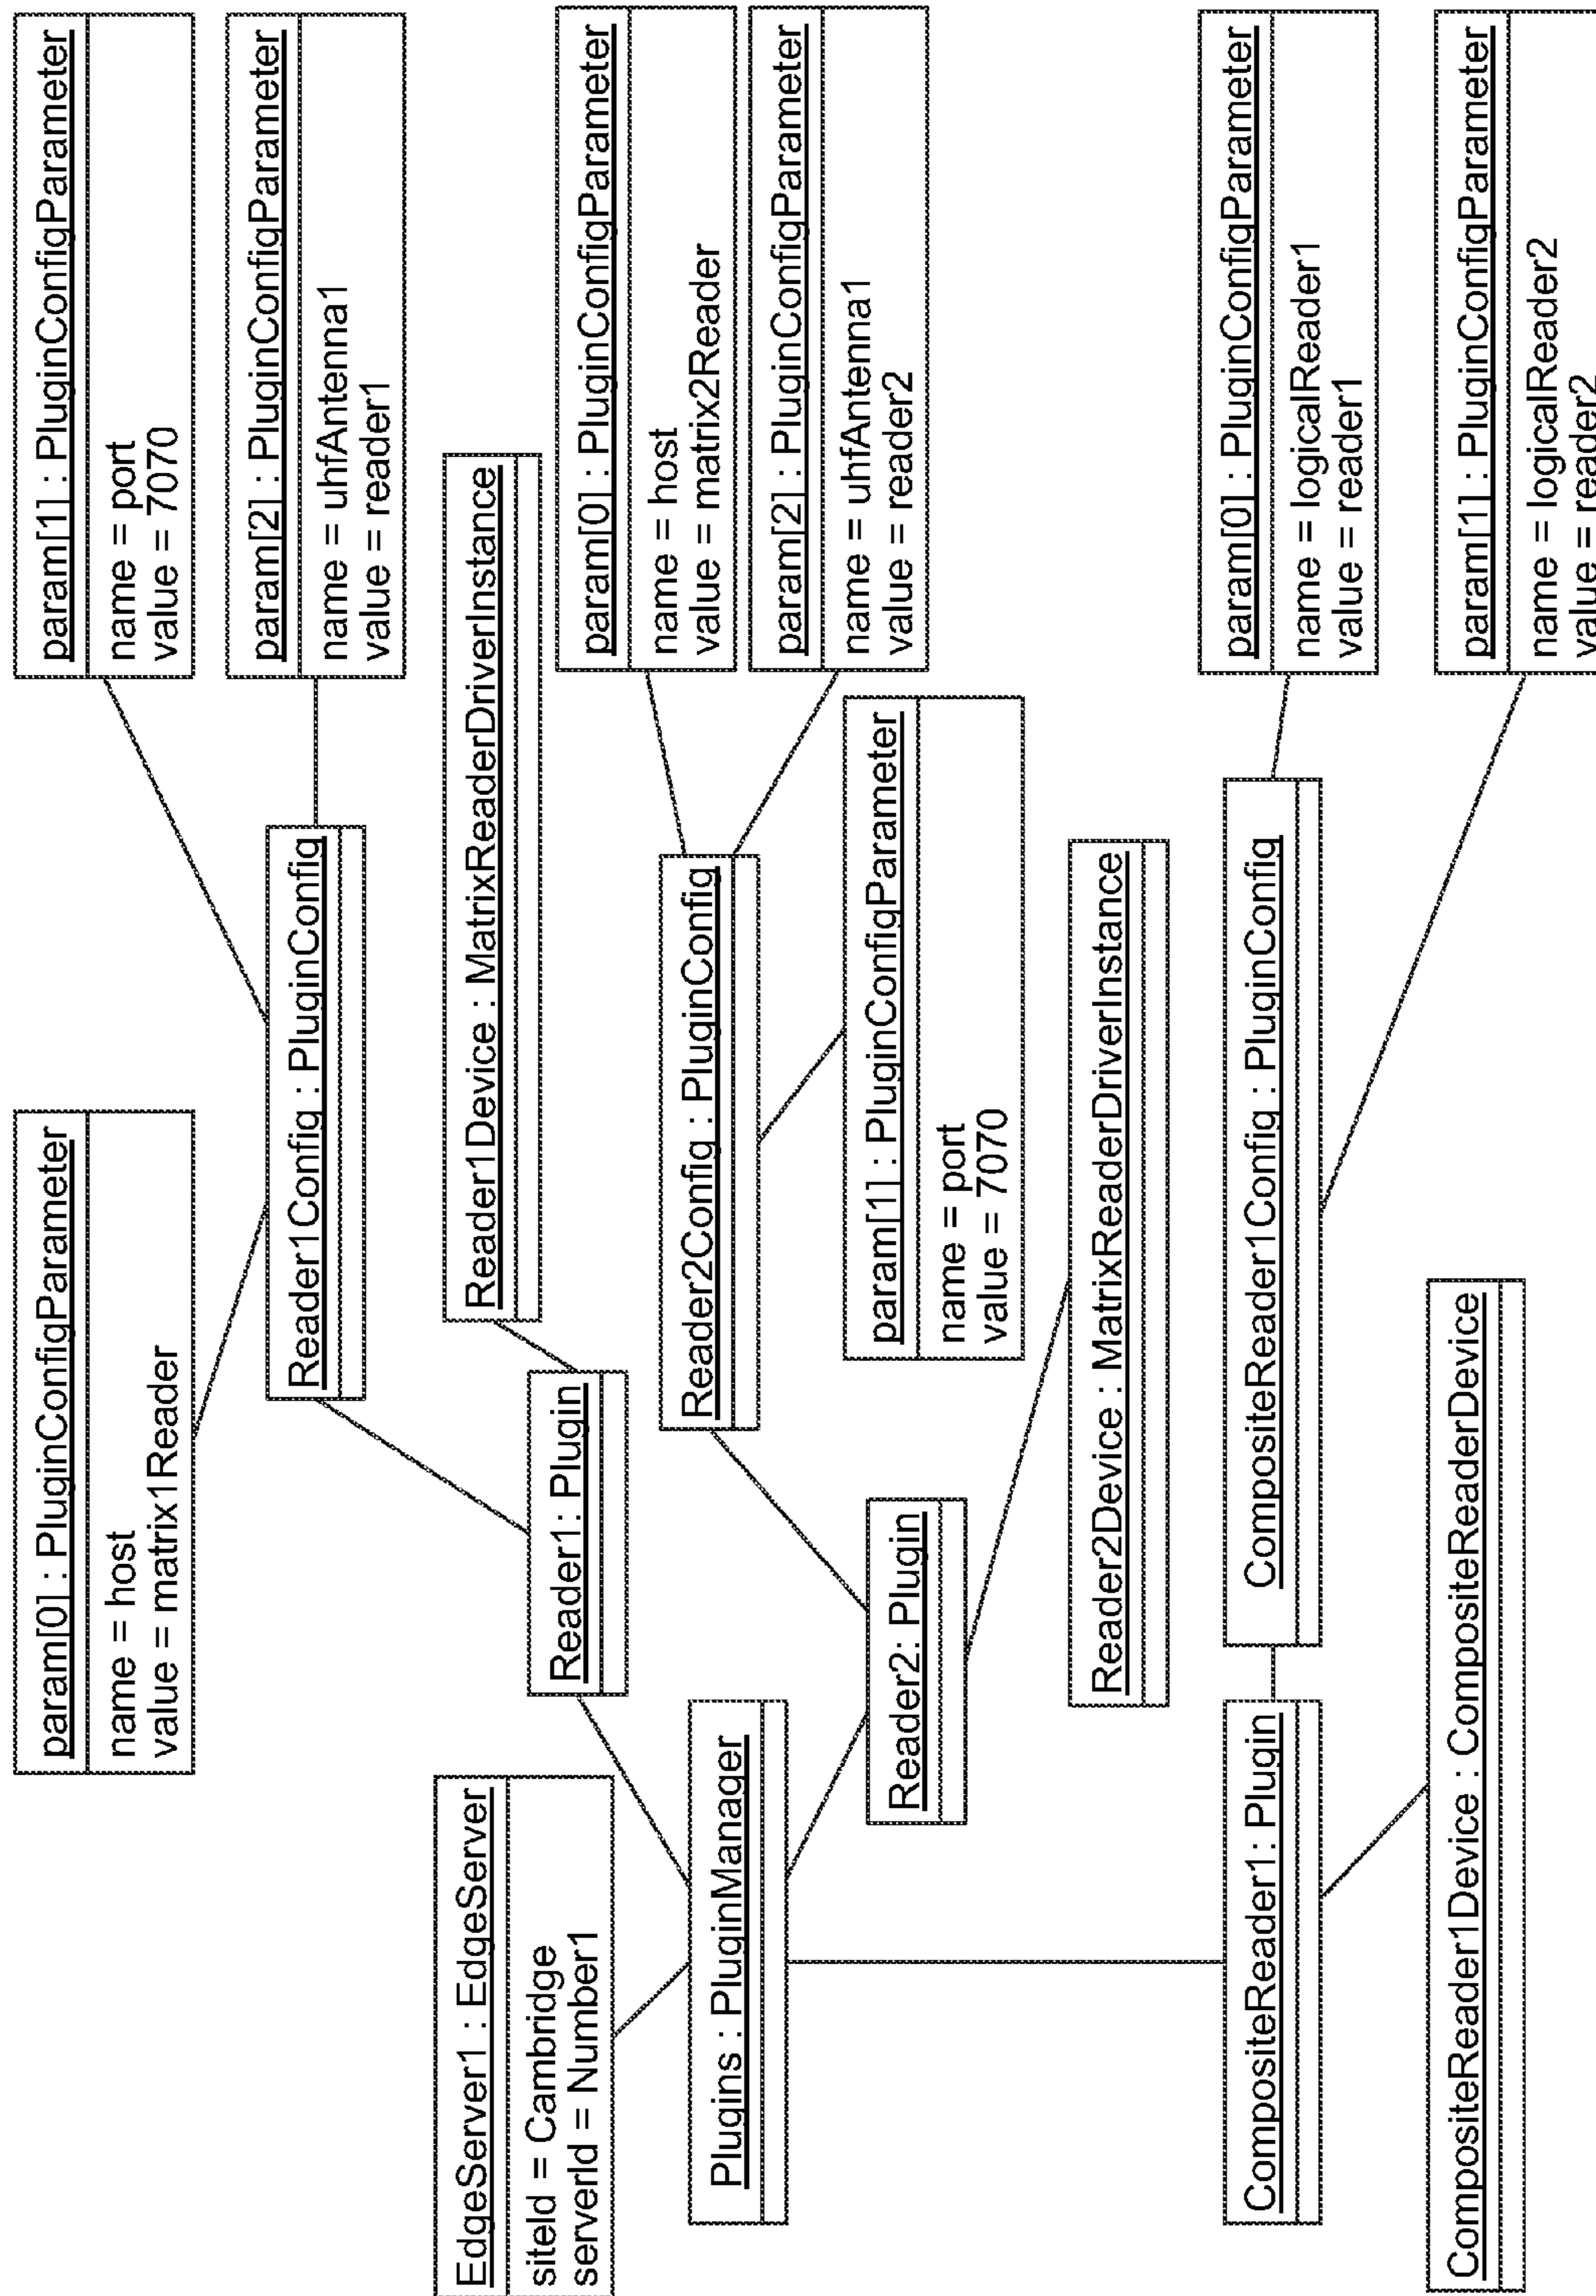 param[0] : PluginConfigParameter
name = host
value = matrix1Reader
param[1] : PluginConfigParameter
name = port
value = 7070
param[2] : PluginConfigParameter
name = uhfAntenna1
value = reader1
Reader1Config : PluginConfig
EdgeServer1 : EdgeServer
siteId = Cambridge
serverId = Number1
Reader1Device : MatrixReaderDriverInstance
Reader1: Plugin
param[0] : PluginConfigParameter
name = host
value = matrix2Reader
Plugins : PluginManager
Reader2Config : PluginConfig
param[2] : PluginConfigParameter
name = uhfAntenna1
value = reader2
param[1] : PluginConfigParameter
name = port
value = 7070
Reader2: Plugin
Reader2Device : MatrixReaderDriverInstance
param[0] : PluginConfigParameter
name = logicalReader1
value = reader1
CompositeReader1: Plugin
CompositeReader1Config : PluginConfig
CompositeReader1Device : CompositeReaderDevice
param[1] : PluginConfigParameter
name = logicalReader2
value = reader2